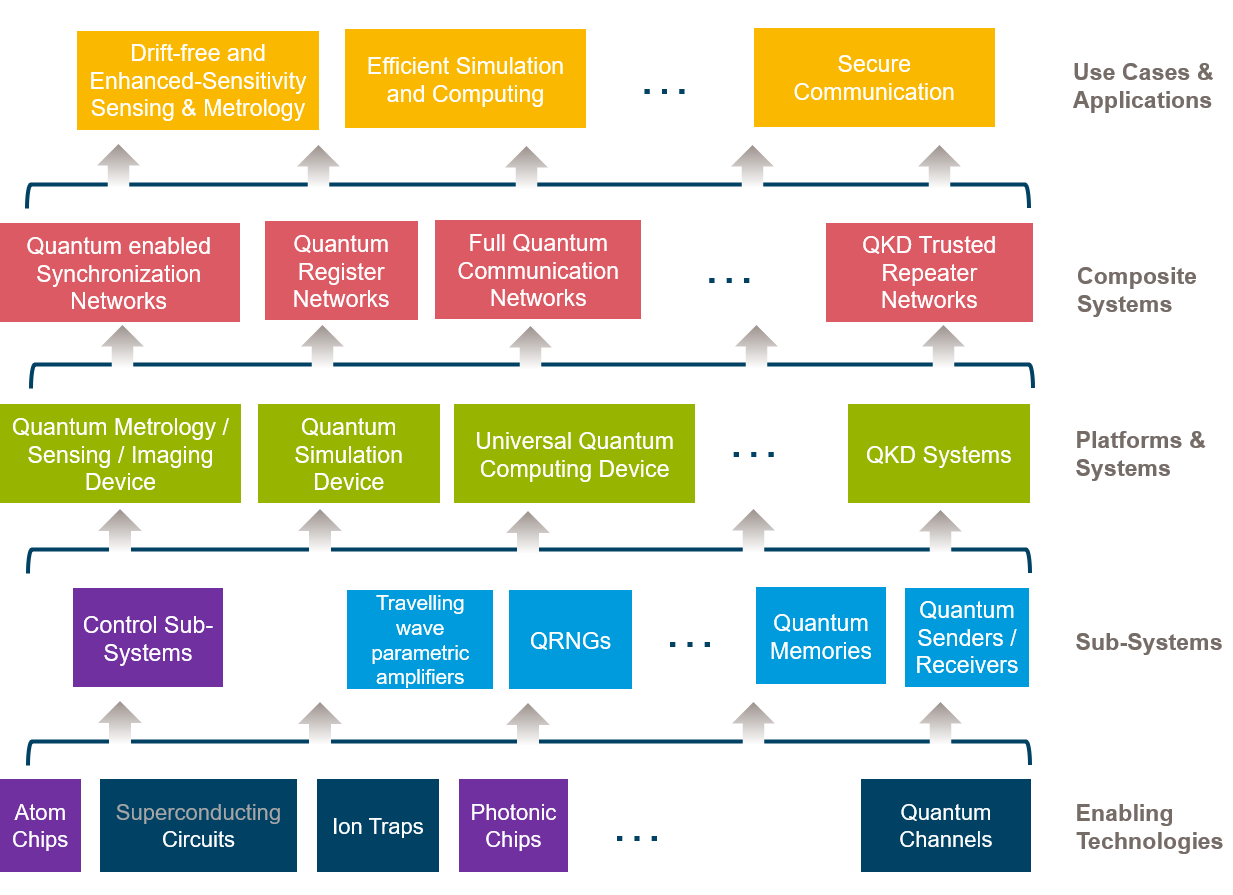 Drift-free and
Enhanced-Sensitivity
Sensing & Metrology
Efficient Simulation
and Computing
...
Secure
Communication
Use Cases &
Applications
Quantum enabled
Synchronization
Networks
Quantum
Register
Networks
Full Quantum
Communication
Networks
...
QKD Trusted
Repeater
Networks
Composite
Systems
Quantum Metrology /
Sensing / Imaging
Device
Quantum
Simulation
Device
Universal Quantum
Computing Device
...
QKD Systems
Platforms &
Systems
Control Sub-
Systems
Travelling
wave
parametric
amplifiers
QRNGs
...
Quantum
Memories
Quantum
Senders /
Receivers
Sub-Systems
Atom
Chips
Superconducting
Circuits
Ion Traps
Photonic
Chips
...
Quantum
Channels
Enabling
Technologies